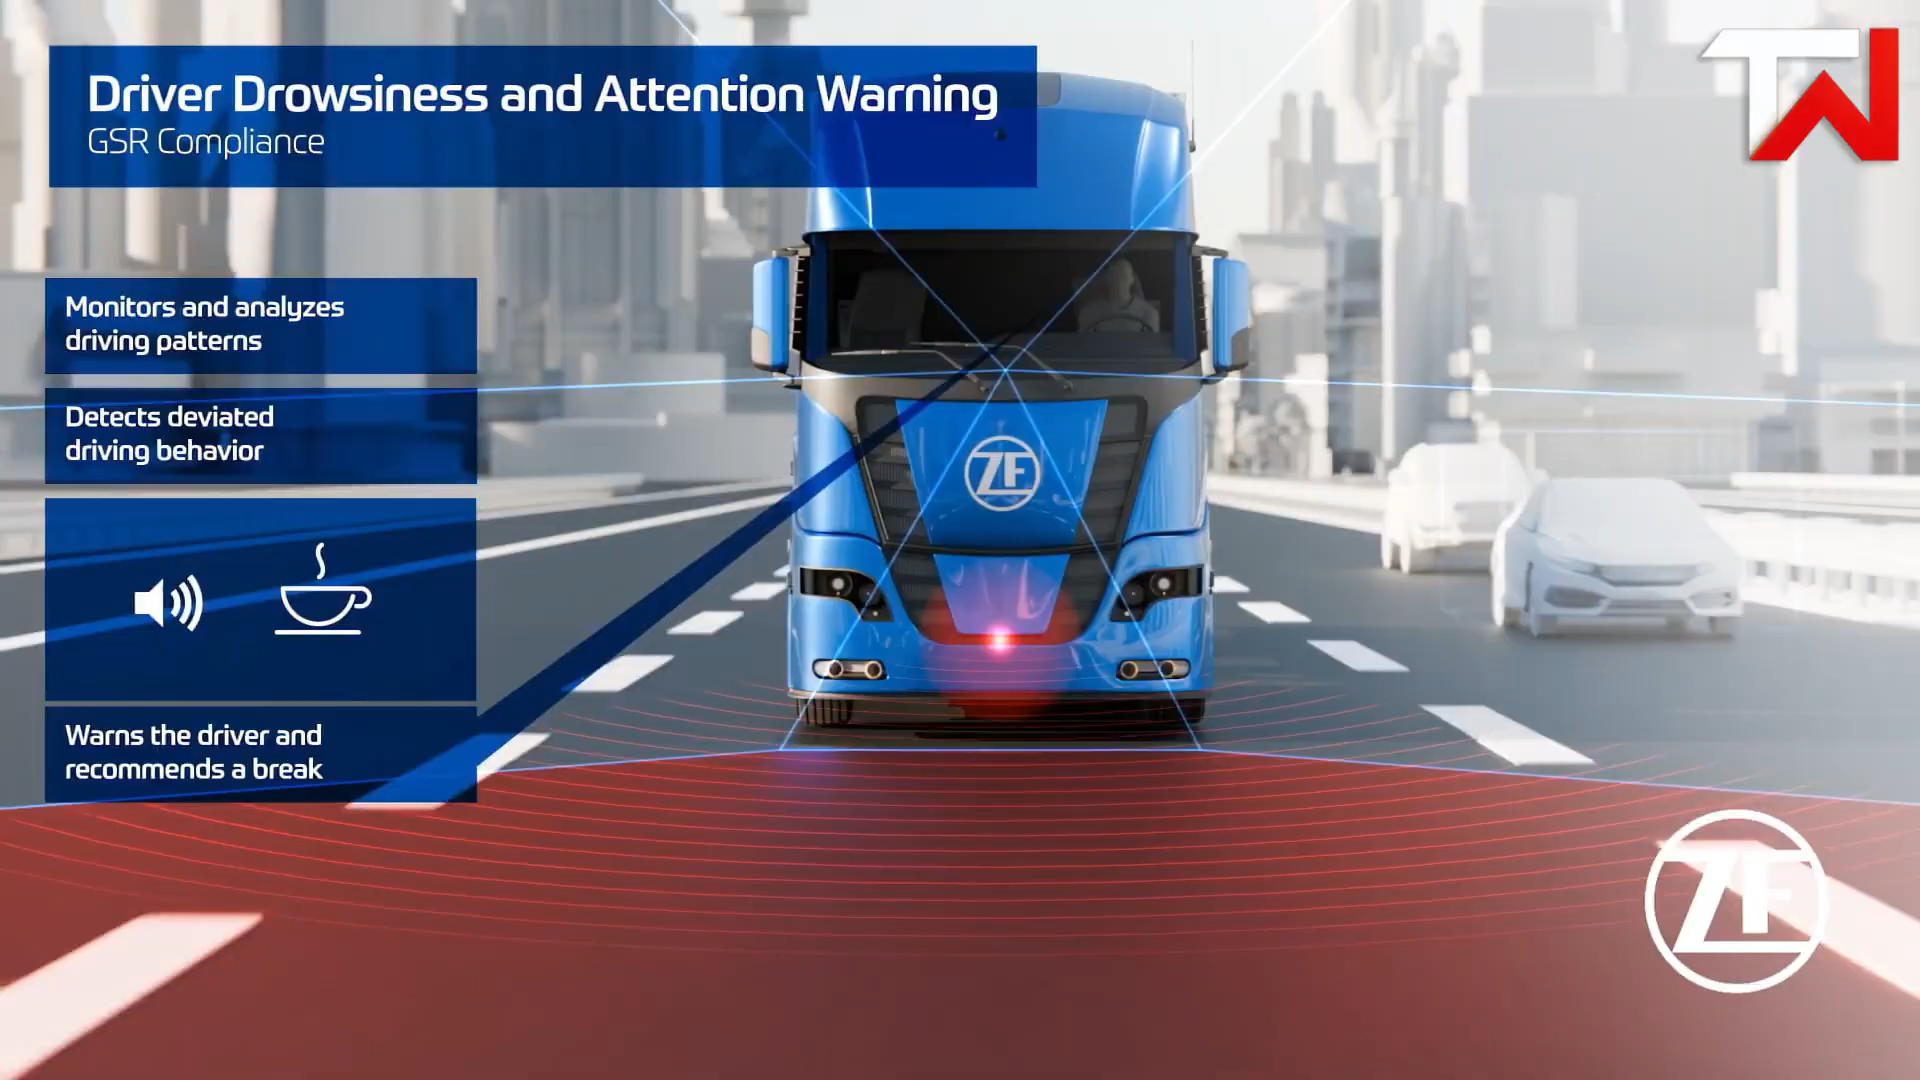 Driver Drowsiness and Attention Warning
GSR Compliance
TW
Monitors and analyzes
driving patterns
Detects deviated
driving behavior
ZF
Warns the driver and
recommends a break
ZF